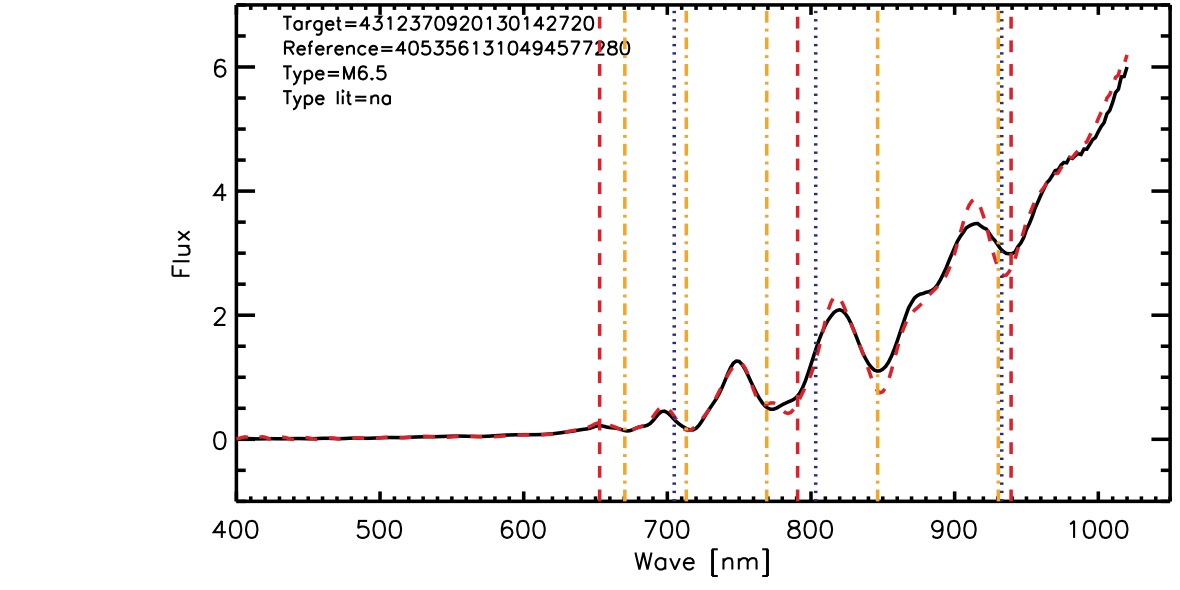 Target=4312370920130142720
Reference=4053561310494577280
Type=M6.5
Type lit=na
6
4
2
0
Flux
400 500 600 700 800 900 1000
Wave [nm]